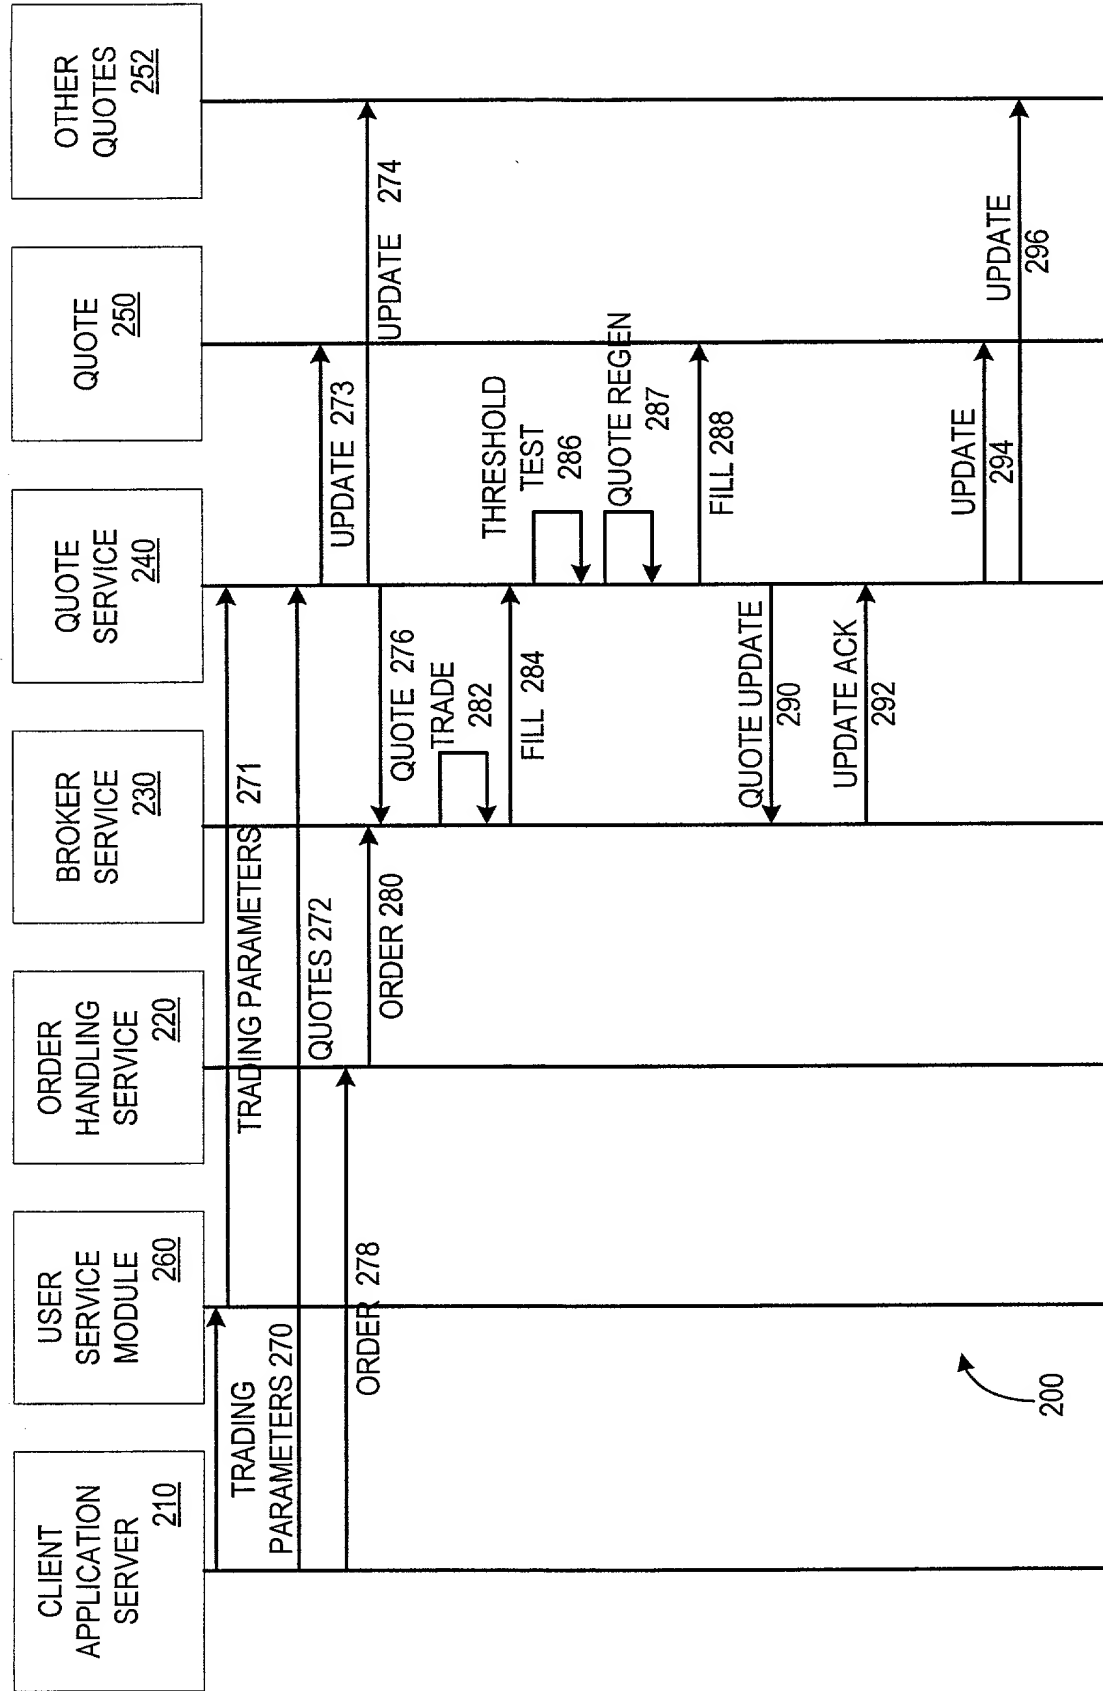 CLIENT
APPLICATION
SERVER
210
USER
SERVICE
MODULE
260
ORDER
HANDLING
SERVICE
220
BROKER
SERVICE
230
QUOTE
SERVICE
240
QUOTE
250
OTHER
QUOTES
252
TRADING
PARAMETERS 270
TRADING PARAMETERS 271
QUOTES 272
UPDATE 273
UPDATE 274
QUOTE 276
ORDER 278
ORDER 280
TRADE
282
FILL 284
THRESHOLD
TEST
286
QUOTE REGEN
287
FILL 288
QUOTE UPDATE
290
UPDATE ACK
292
UPDATE
294
UPDATE
296
200